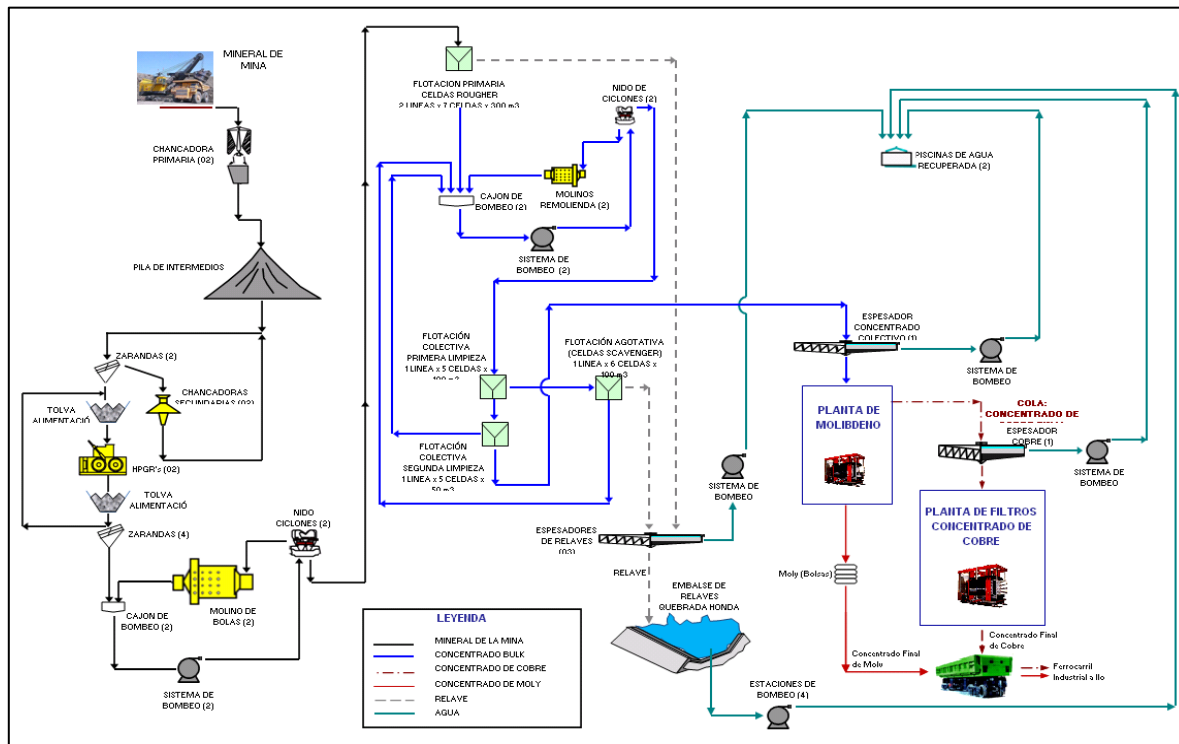 MINERAL DE
MINA
CHANCADORA
PRIMARIA (02)
PILA DE INTERMEDIOS
ZARANDAS (2)
CHANCADORAS
SECUNDARIAS (03)
TOLVA
ALIMENTACIÓ
HPGR's (02)
TOLVA
ALIMENTACIÓ
ZARANDAS (4)
CAJON DE
BOMBEO (2)
MOLINO DE
BOLAS (2)
NIDO
CICLONES (2)
SISTEMA DE
BOMBEO (2)
FLOTACION PRIMARIA
CELDAS ROUGHER
2 LINEAS x 7 CELDAS x 300 m3
NIDO DE
CICLONES (2)
CAJON DE
BOMBEO (2)
MOLINOS
REMOLIENDA (2)
SISTEMA DE
BOMBEO (2)
FLOTACIÓN
COLECTIVA
PRIMERA LIMPIEZA
1 LINEA x 5 CELDAS x
100 m3
FLOTACIÓN AGOTATIVA
(CELDAS SCAVENGER)
1 LINEA x 6 CELDAS x
100 m3
FLOTACIÓN
COLECTIVA
SEGUNDA LIMPIEZA
1 LINEA x 5 CELDAS x
50 m3
ESPESADORES
DE RELAVES
(03)
RELAVE
SISTEMA DE
BOMBEO
EMBALSE DE
RELAVES
QUEBRADA HONDA
ESTACIONES DE
BOMBEO (4)
PISCINAS DE AGUA
RECUPERADA (2)
ESPESADOR
CONCENTRADO
COLECTIVO (1)
SISTEMA DE
BOMBEO
PLANTA DE
MOLIBDENO
COLA:
CONCENTRADO DE
ESPESADOR
COBRE (1)
SISTEMA DE
BOMBEO
PLANTA DE FILTROS
CONCENTRADO DE
COBRE
Moly (Bolsas)
Concentrado Final
de Moly
Concentrado Final
de Cobre
Ferrocarril
Industrial a Ilo
LEYENDA
MINERAL DE LA MINA
CONCENTRADO BULK
CONCENTRADO DE COBRE
CONCENTRADO DE MOLY
RELAVE
AGUA